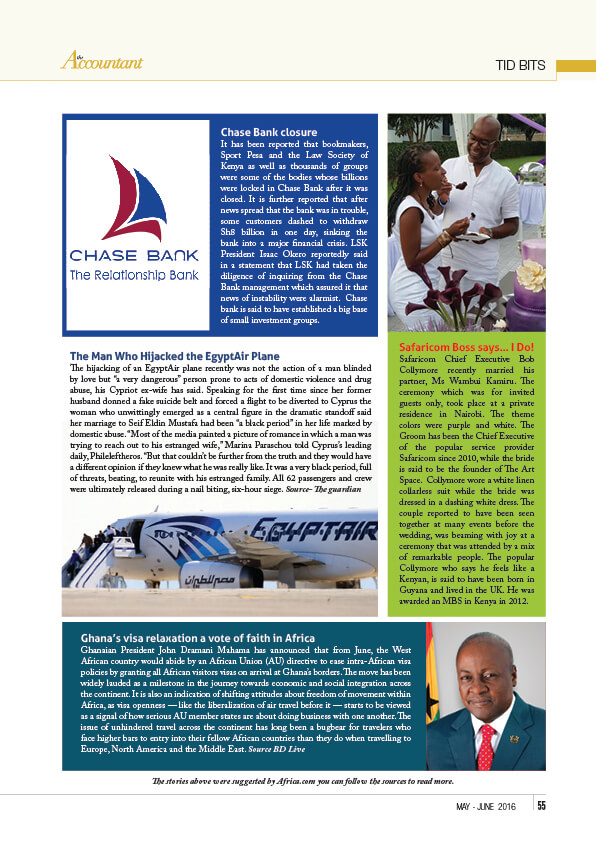 the
Accountant
TID BITS
CHASE BANK
The Relationship Bank
Chase Bank closure
It has been reported that bookmakers,
Sport Pesa and the Law Society of
Kenya as well as thousands of groups
were some of the bodies whose billions
were locked in Chase Bank after it was
closed. It is further reported that after
news spread that the bank was in trouble,
some customers dashed to withdraw
Sh8 billion in one day, sinking the
bank into a major financial crisis. LSK
President Isaac Okero reportedly said
in a statement that LSK had taken the
diligence of inquiring from the Chase
Bank management which assured it that
news of instability were alarmist. Chase
bank is said to have established a big base
of small investment groups.
The Man Who Hijacked the EgyptAir Plane
The hijacking of an EgyptAir plane recently was not the action of a man blinded
by love but “a very dangerous” person prone to acts of domestic violence and drug
abuse, his Cypriot ex-wife has said. Speaking for the first time since her former
husband donned a fake suicide belt and forced a flight to be diverted to Cyprus the
woman who unwittingly emerged as a central figure in the dramatic standoff said
her marriage to Seif Eldin Mustafa had been “a black period” in her life marked by
domestic abuse. “Most of the media painted a picture of romance in which a man was
trying to reach out to his estranged wife,” Marina Paraschou told Cyprus’s leading
daily, Phileleftheros. “But that couldn’t be further from the truth and they would have
a different opinion if they knew what he was really like. It was a very black period, full
of threats, beating, to reunite with his estranged family. All 62 passengers and crew
were ultimately released during a nail biting, six-hour siege. Source- The guardian
EGYPTAIR
مصر للطيران
Safaricom Boss says... I Do!
Safaricom Chief Executive Bob
Collymore recently married his
partner, Ms Wambui Kamiru. The
ceremony which was for invited
guests only, took place at a private
residence in Nairobi. The theme
colors were purple and white. The
Groom has been the Chief Executive
of the popular service provider
Safaricom since 2010, while the bride
is said to be the founder of The Art
Space. Collymore wore a white linen
collarless suit while the bride was
dressed in a dashing white dress. The
couple reported to have been seen
together at many events before the
wedding, was beaming with joy at a
ceremony that was attended by a mix
of remarkable people. The popular
Collymore who says he feels like a
Kenyan, is said to have been born in
Guyana and lived in the UK. He was
awarded an MBS in Kenya in 2012.
Ghana’s visa relaxation a vote of faith in Africa
Ghanaian President John Dramani Mahama has announced that from June, the West
African country would abide by an African Union (AU) directive to ease intra-African visa
policies by granting all African visitors visas on arrival at Ghana’s borders. The move has been
widely lauded as a milestone in the journey towards economic and social integration across
the continent. It is also an indication of shifting attitudes about freedom of movement within
Africa, as visa openness — like the liberalization of air travel before it — starts to be viewed
as a signal of how serious AU member states are about doing business with one another. The
issue of unhindered travel across the continent has long been a bugbear for travelers who
face higher bars to entry into their fellow African countries than they do when travelling to
Europe, North America and the Middle East. Source BD Live
The stories above were suggested by Africa.com you can follow the sources to read more.
MAY - JUNE 2016 55